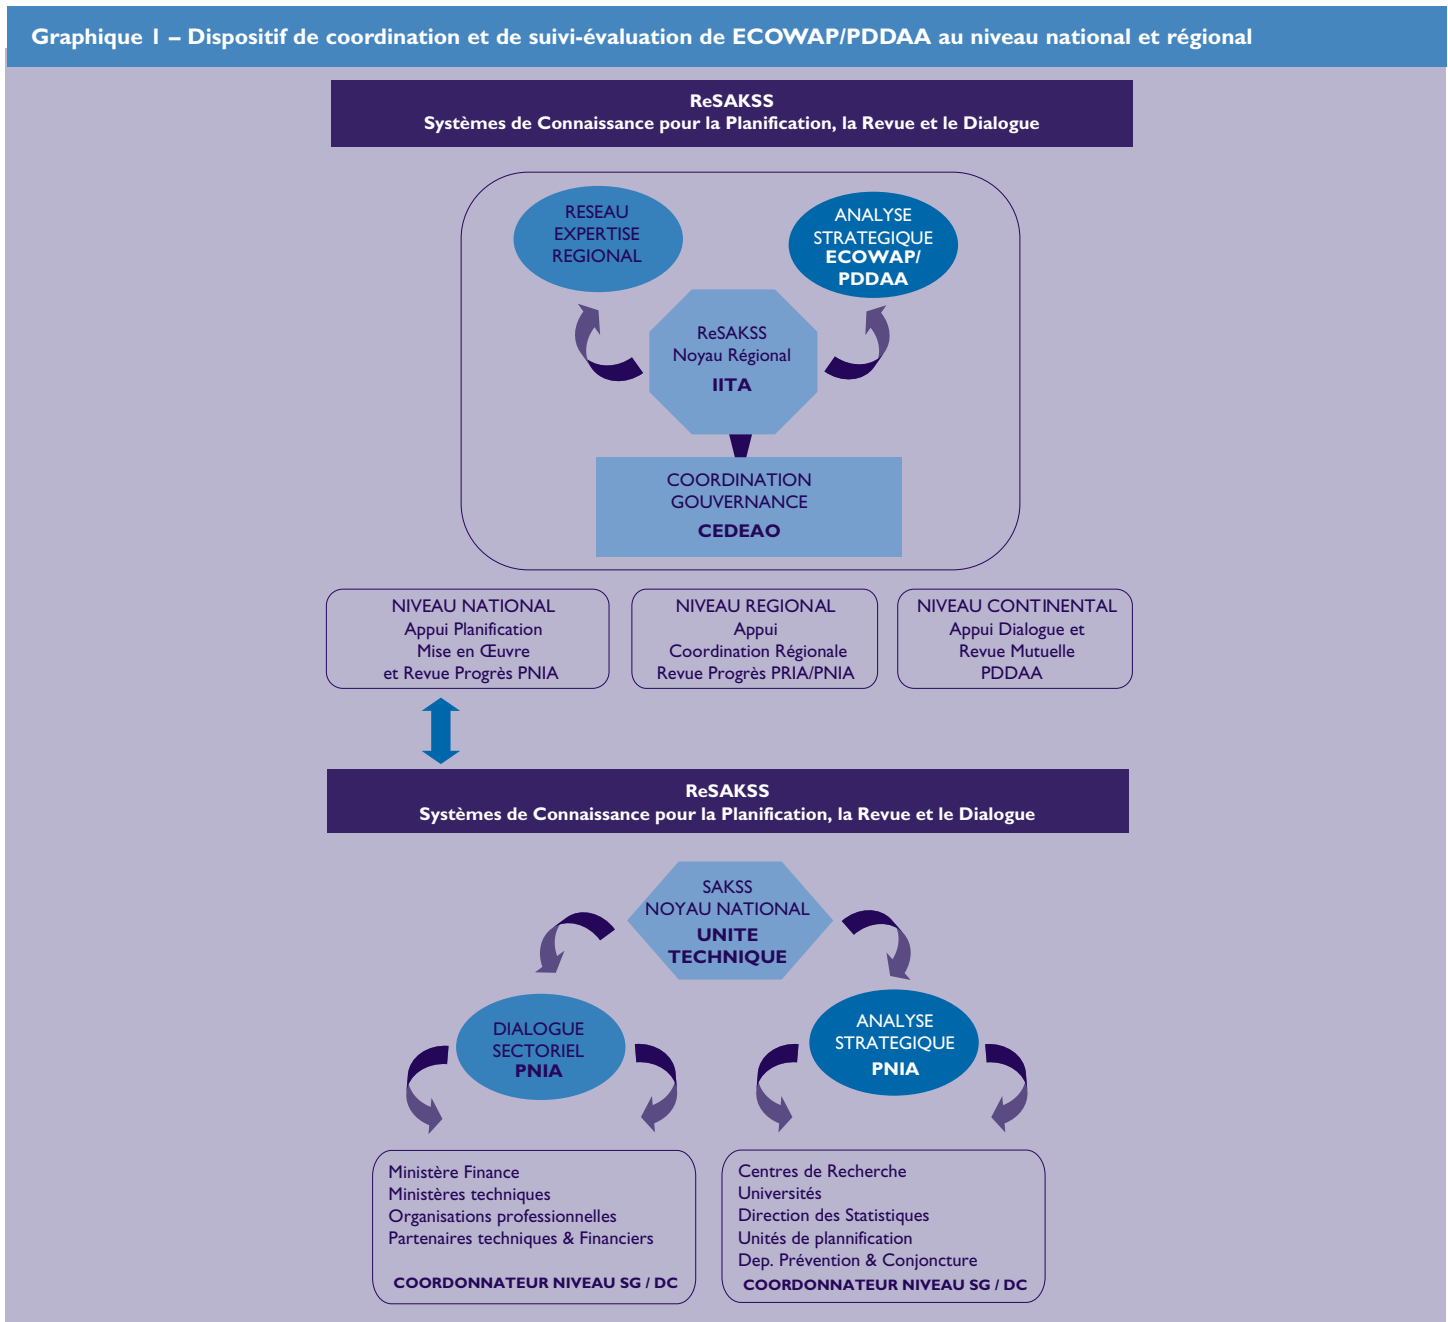 Graphique 1 – Dispositif de coordination et de suivi-évaluation de ECOWAP/PDDAA au niveau national et régional
ReSAKSS
Systèmes de Connaissance pour la Planification, la Revue et le Dialogue
RESEAU
EXPERTISE
REGIONAL
ANALYSE
STRATEGIQUE
ECOWAP/
PDDAA
ReSAKSS
Noyau Régional
IITA
COORDINATION
GOUVERNANCE
CEDEAO
NIVEAU NATIONAL
Appui Planification
Mise en Œuvre
et Revue Progrès PNIA
NIVEAU REGIONAL
Appui
Coordination Régionale
Revue Progrès PRIA/PNIA
NIVEAU CONTINENTAL
Appui Dialogue et
Revue Mutuelle
PDDAA
ReSAKSS
Systèmes de Connaissance pour la Planification, la Revue et le Dialogue
SAKSS
NOYAU NATIONAL
UNITE
TECHNIQUE
DIALOGUE
SECTORIEL
PNIA
ANALYSE
STRATEGIQUE
PNIA
Ministère Finance
Ministères techniques
Organisations professionnelles
Partenaires techniques & Financiers
COORDONNATEUR NIVEAU SG / DC
Centres de Recherche
Universités
Direction des Statistiques
Unités de plannification
Dep. Prévention & Conjoncture
COORDONNATEUR NIVEAU SG / DC